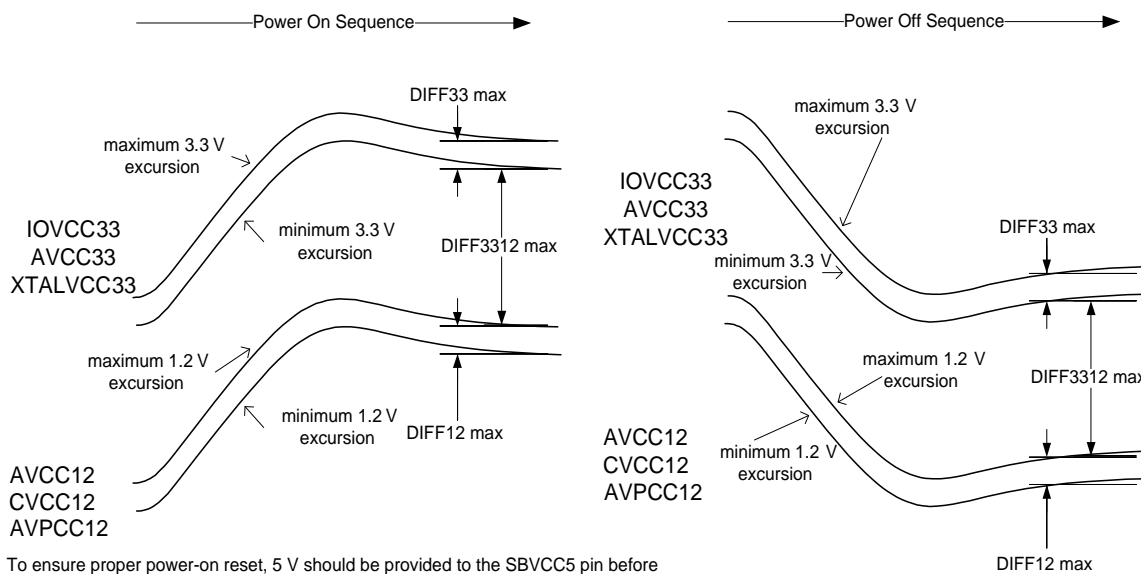 Power On Sequence
DIFF33 max
maximum 3.3 V
excursion
IOVCC33
AVCC33
XTALVCC33
minimum 3.3 V
excursion
DIFF3312 max
maximum 1.2 V
excursion
minimum 1.2 V
excursion
DIFF12 max
AVCC12
CVCC12
AVPCC12
Power Off Sequence
maximum 3.3 V
excursion
IOVCC33
AVCC33
XTALVCC33
DIFF33 max
minimum 3.3 V
excursion
maximum 1.2 V
excursion
DIFF3312 max
AVCC12
CVCC12
AVPCC12
minimum 1.2 V
excursion
DIFF12 max
To ensure proper power-on reset, 5 V should be provided to the SBVCC5 pin before